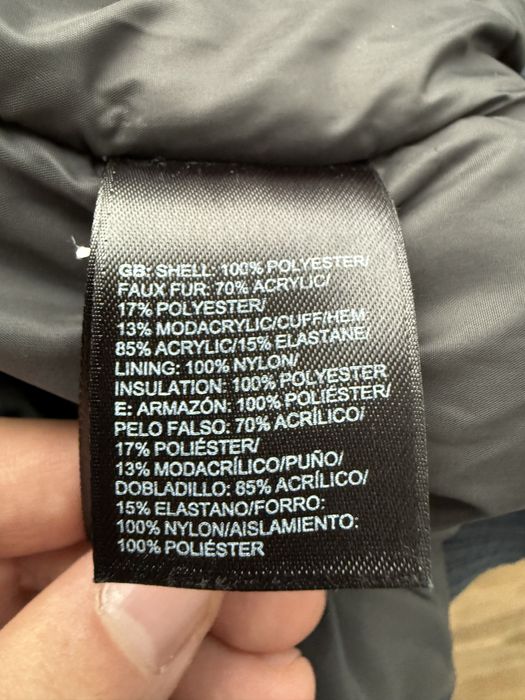 GB: SHELL: 100% POLYESTER/
FAUX FUR: 70% ACRYLIC/
17% POLYESTER/
13% MODACRYLIC/CUFF/HEM:
85% ACRYLIC/15% ELASTANE/
LINING: 100% NYLON/
INSULATION: 100% POLYESTER
E: ARMAZÓN: 100% POLIÉSTER/
PELO FALSO: 70% ACRÍLICO/
17% POLIÉSTER/
13% MODACRÍLICO/PUÑO/
DOBLADILLO: 85% ACRÍLICO/
15% ELASTANO/FORRO:
100% NYLON/AISLAMIENTO:
100% POLIÉSTER